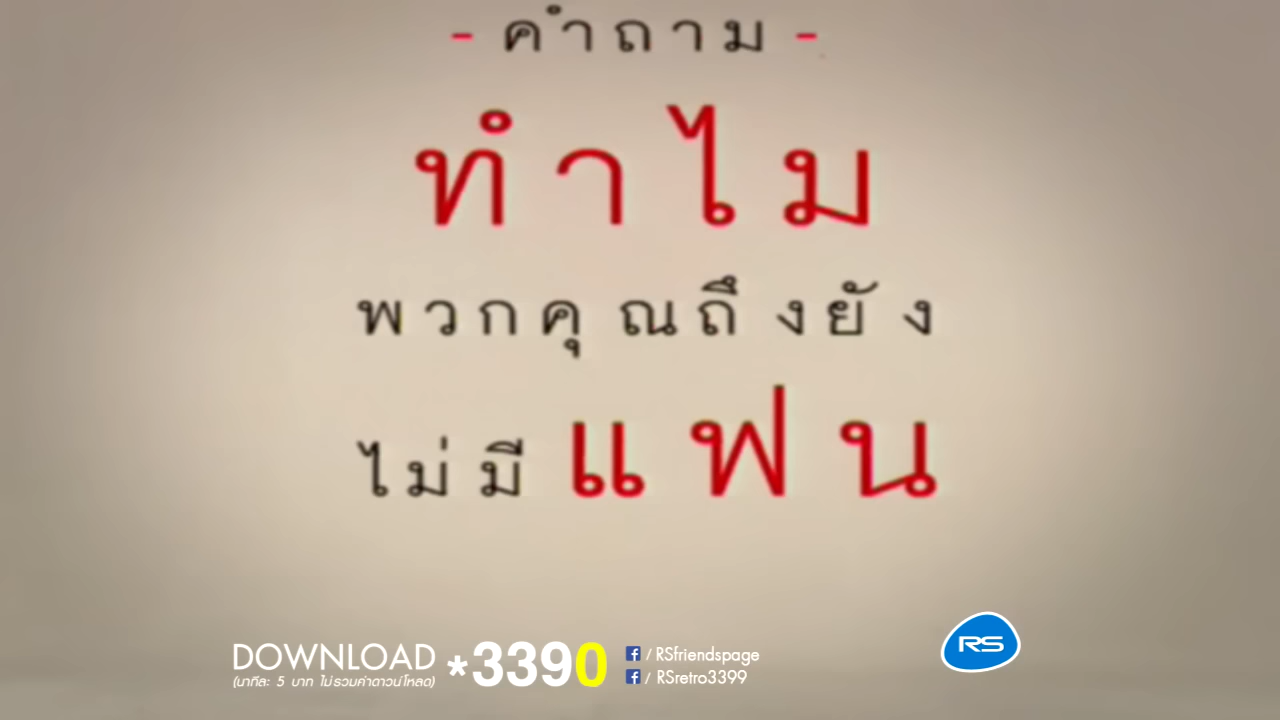 - คำถาม -
ทำไม
พวกคุณถึงยัง
ไม่มีแฟน
DOWNLOAD *3390
(นาทีละ 5 บาท ไม่รวมค่าดาวน์โหลด)
f / RSfriendspage
f / RSretro3399
RS